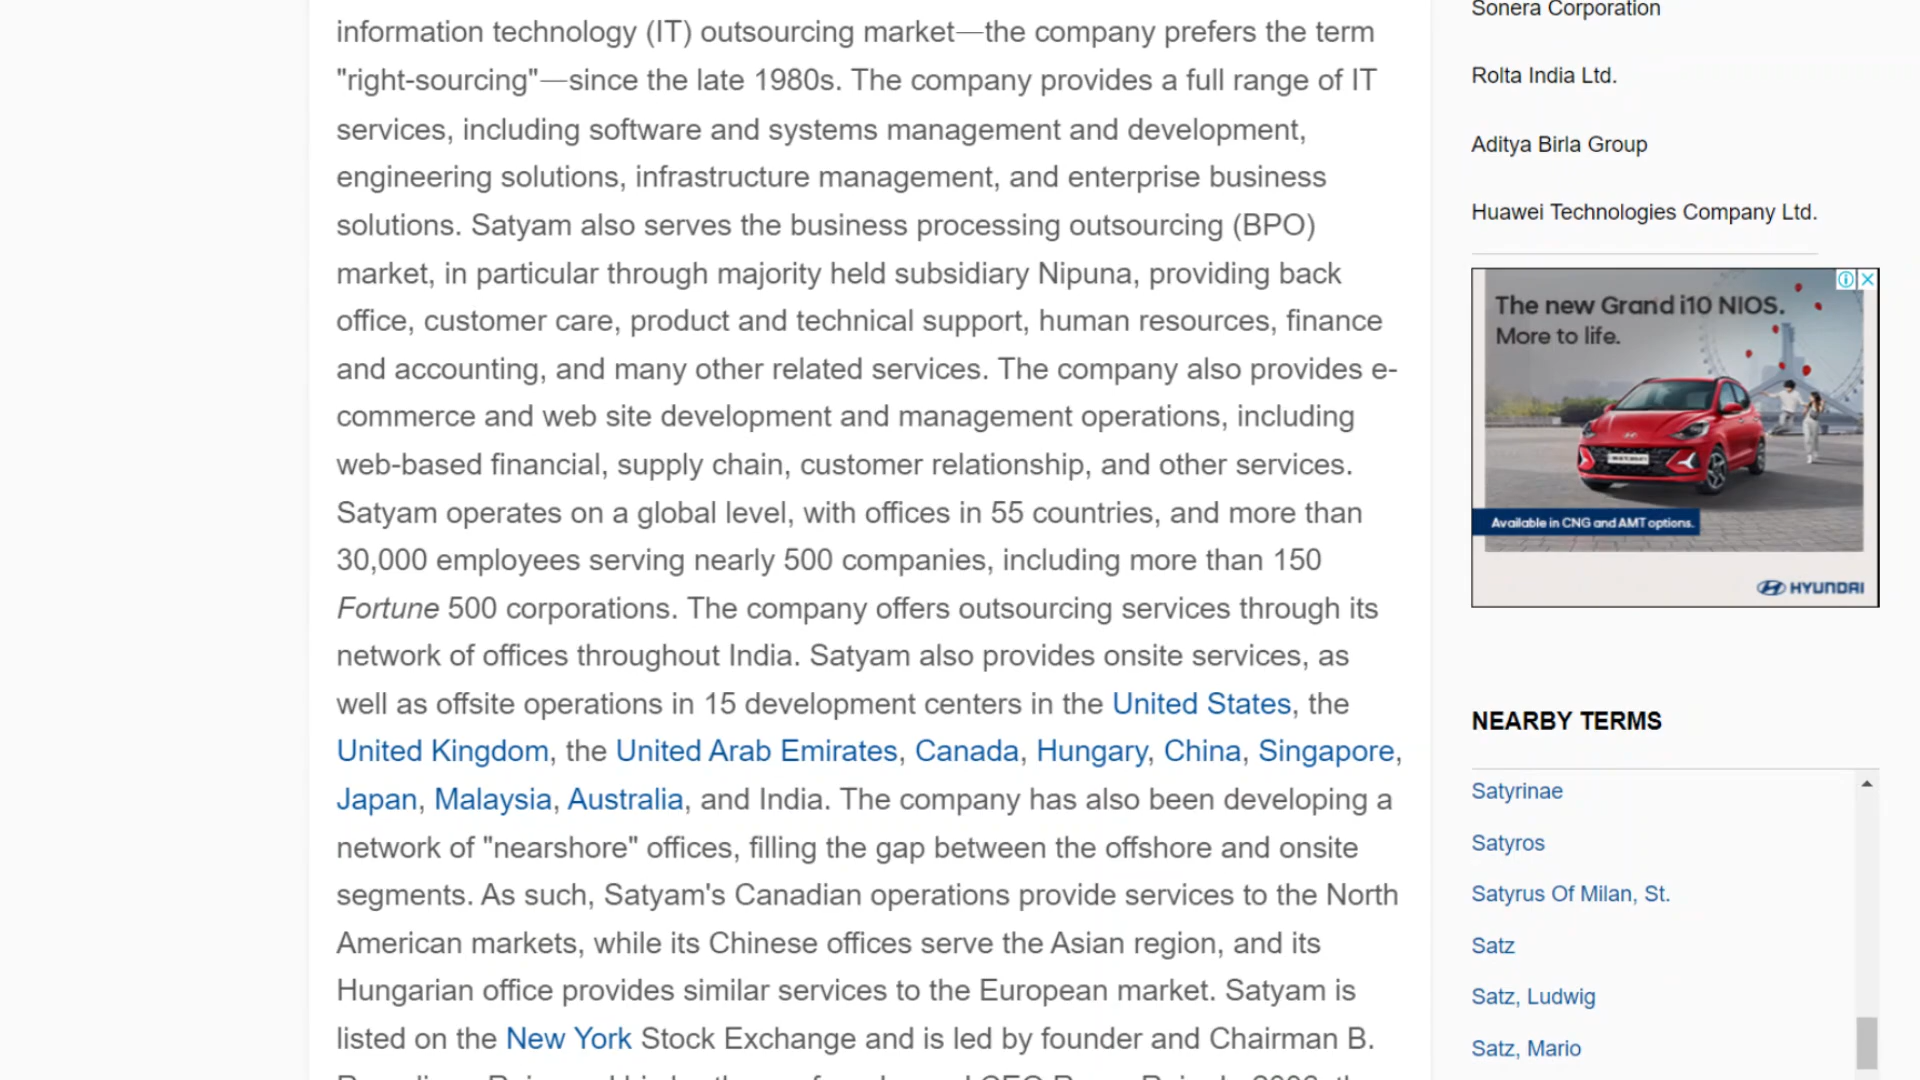 information technology (IT) outsourcing market—the company prefers the term
"right-sourcing"—since the late 1980s. The company provides a full range of IT
services, including software and systems management and development,
engineering solutions, infrastructure management, and enterprise business
solutions. Satyam also serves the business processing outsourcing (BPO)
market, in particular through majority held subsidiary Nipuna, providing back
office, customer care, product and technical support, human resources, finance
and accounting, and many other related services. The company also provides e-
commerce and web site development and management operations, including
web-based financial, supply chain, customer relationship, and other services.
Satyam operates on a global level, with offices in 55 countries, and more than
30,000 employees serving nearly 500 companies, including more than 150
Fortune 500 corporations. The company offers outsourcing services through its
network of offices throughout India. Satyam also provides onsite services, as
well as offsite operations in 15 development centers in the United States, the
United Kingdom, the United Arab Emirates, Canada, Hungary, China, Singapore,
Japan, Malaysia, Australia, and India. The company has also been developing a
network of "nearshore" offices, filling the gap between the offshore and onsite
segments. As such, Satyam's Canadian operations provide services to the North
American markets, while its Chinese offices serve the Asian region, and its
Hungarian office provides similar services to the European market. Satyam is
listed on the New York Stock Exchange and is led by founder and Chairman B.
Sonera Corporation
Rolta India Ltd.
Aditya Birla Group
Huawei Technologies Company Ltd.
The new Grand i10 NIOS.
More to life.
Available in CNG and AMT options.
HYUNDAI
NEARBY TERMS
Satyrinae
Satyros
Satyrus Of Milan, St.
Satz
Satz, Ludwig
Satz, Mario